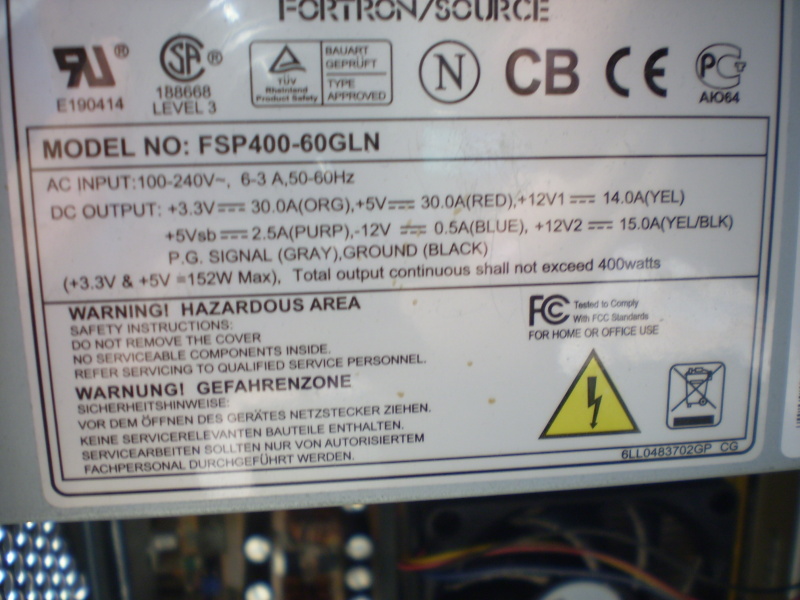 FORTRON/SOURCE
UR ®
E190414
SA ®
188668
LEVEL 3
TÜV
Rheinland
Product Safety
BAUART
GEPRÜFT
TYPE
APPROVED
N
CB
CE
PC
АЮ64
MODEL NO: FSP400-60GLN
AC INPUT:100-240V~, 6-3 A,50-60Hz
DC OUTPUT: +3.3V⎓ 30.0A(ORG),+5V⎓ 30.0A(RED),+12V1 ⎓ 14.0A(YEL)
+5Vsb⎓2.5A(PURP),-12V ⎓ 0.5A(BLUE), +12V2 ⎓ 15.0A(YEL/BLK)
P.G. SIGNAL (GRAY),GROUND (BLACK)
(+3.3V & +5V =152W Max), Total output continuous shall not exceed 400watts
WARNING! HAZARDOUS AREA
SAFETY INSTRUCTIONS:
DO NOT REMOVE THE COVER
NO SERVICEABLE COMPONENTS INSIDE.
REFER SERVICING TO QUALIFIED SERVICE PERSONNEL.
WARNUNG! GEFAHRENZONE
SICHERHEITSHINWEISE:
VOR DEM ÖFFNEN DES GERÄTES NETZSTECKER ZIEHEN.
KEINE SERVICERELEVANTEN BAUTEILE ENTHALTEN.
SERVICEARBEITEN SOLLTEN NUR VON AUTORISIERTEM
FACHPERSONAL DURCHGEFÜHRT WERDEN.
FC Tested to Comply
With FCC Standards
FOR HOME OR OFFICE USE
6LL0483702GP CG